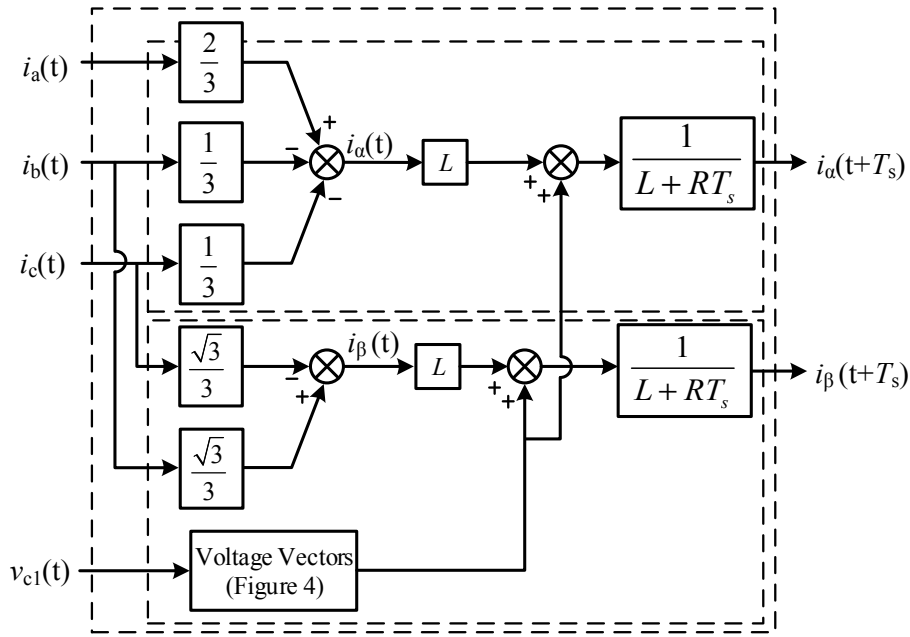 i_a(t)
2/3
+
i_b(t)
1/3
−
i_α(t)
L
+
+
1/(L + RT_s)
i_α(t+T_s)
−
i_c(t)
1/3
√3/3
−
i_β(t)
+
L
+
+
1/(L + RT_s)
i_β(t+T_s)
√3/3
v_c1(t)
Voltage Vectors
(Figure 4)